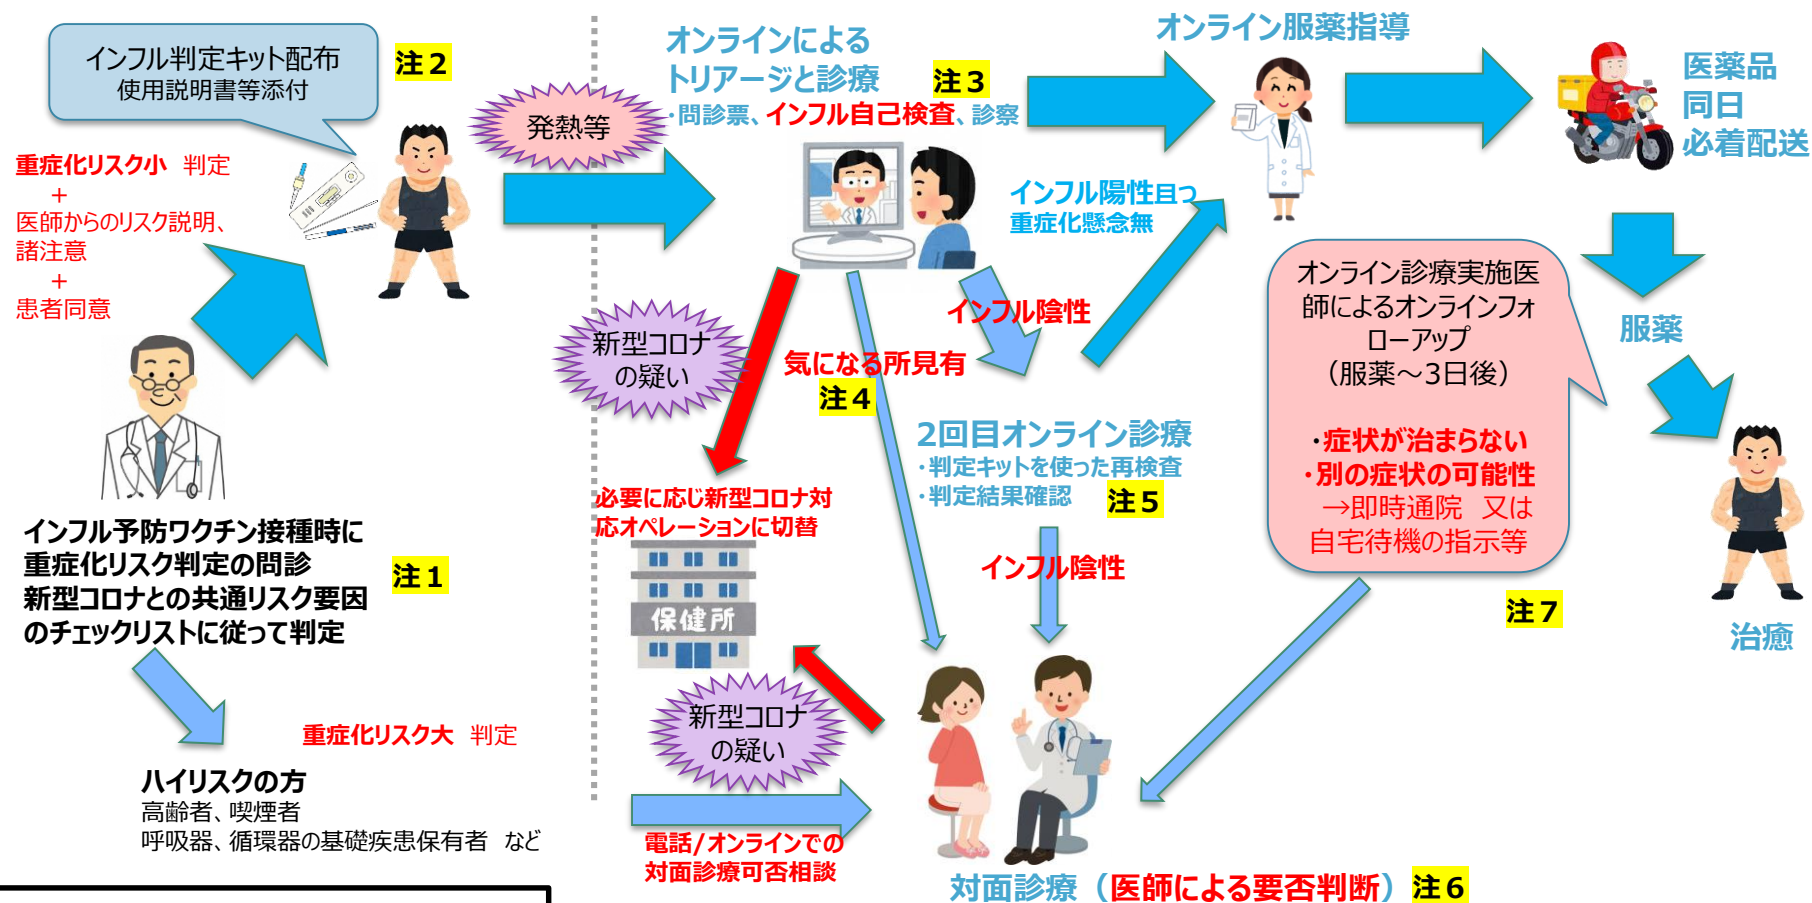 インフル判定キット配布
使用説明書等添付
注２
重症化リスク小　判定
＋
医師からのリスク説明、
諸注意
＋
患者同意
インフル予防ワクチン接種時に
重症化リスク判定の問診
新型コロナとの共通リスク要因
のチェックリストに従って判定
注１
重症化リスク大　判定
ハイリスクの方
高齢者、喫煙者
呼吸器、循環器の基礎疾患保有者　など
発熱等
オンラインによる
トリアージと診療
注３
・問診票、インフル自己検査、診察
オンライン服薬指導
医薬品
同日
必着配送
インフル陽性且つ
重症化懸念無
新型コロナ
の疑い
インフル陰性
気になる所見有
注４
2回目オンライン診療
・判定キットを使った再検査
・判定結果確認
注５
必要に応じ新型コロナ対
応オペレーションに切替
保健所
インフル陰性
新型コロナ
の疑い
電話/オンラインでの
対面診療可否相談
対面診療（医師による要否判断）
注６
オンライン診療実施医
師によるオンラインフォ
ローアップ
（服薬～3日後）
・症状が治まらない
・別の症状の可能性
→即時通院　又は
自宅待機の指示等
注７
服薬
治癒